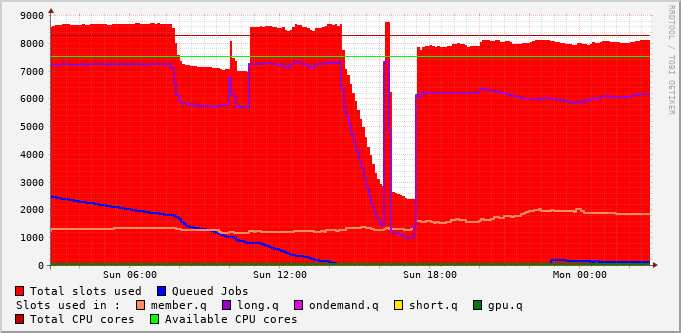 9000
8000
7000
6000
5000
4000
3000
2000
1000
0
Sun 06:00 Sun 12:00 Sun 18:00 Mon 00:00
RRDTOOL / TOBI OETIKER
Total slots used Queued Jobs
Slots used in : member.q long.q ondemand.q short.q gpu.q
Total CPU cores Available CPU cores